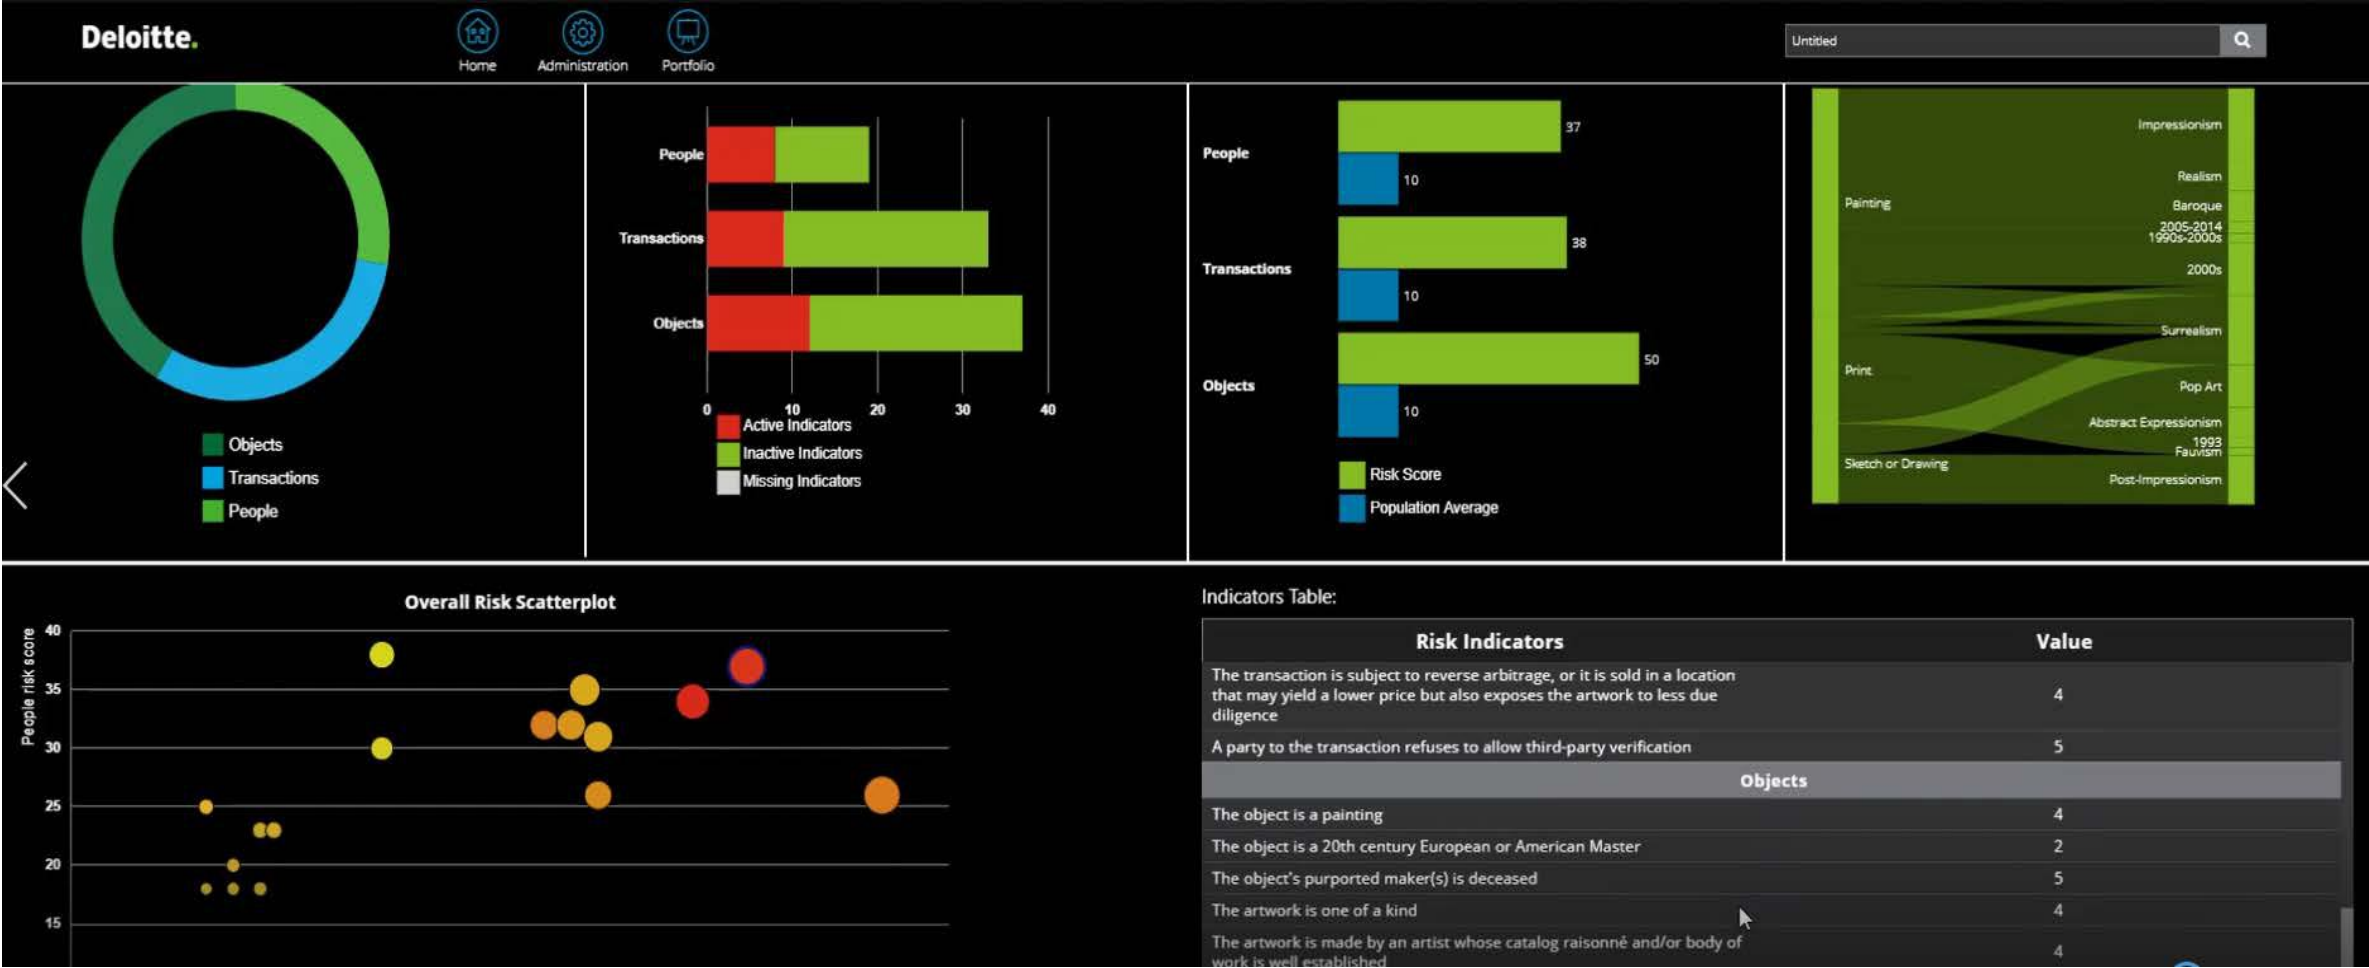 Deloitte.
Home
Administration
Portfolio
Untitled
Objects
Transactions
People
People
Transactions
Objects
0 10 20 30 40
Active Indicators
Inactive Indicators
Missing Indicators
People
37
10
Transactions
38
10
Objects
50
10
Risk Score
Population Average
Painting
Print
Sketch or Drawing
Impressionism
Realism
Baroque
2005-2014
1990s-2000s
2000s
Surrealism
Pop Art
Abstract Expressionism
1993
Fauvism
Post-Impressionism
Overall Risk Scatterplot
People risk score
40
35
30
25
20
15
Indicators Table:
Risk Indicators Value
The transaction is subject to reverse arbitrage, or it is sold in a location
that may yield a lower price but also exposes the artwork to less due 4
diligence
A party to the transaction refuses to allow third-party verification 5
Objects
The object is a painting 4
The object is a 20th century European or American Master 2
The object's purported maker(s) is deceased 5
The artwork is one of a kind 4
The artwork is made by an artist whose catalog raisonné and/or body of 4
work is well established